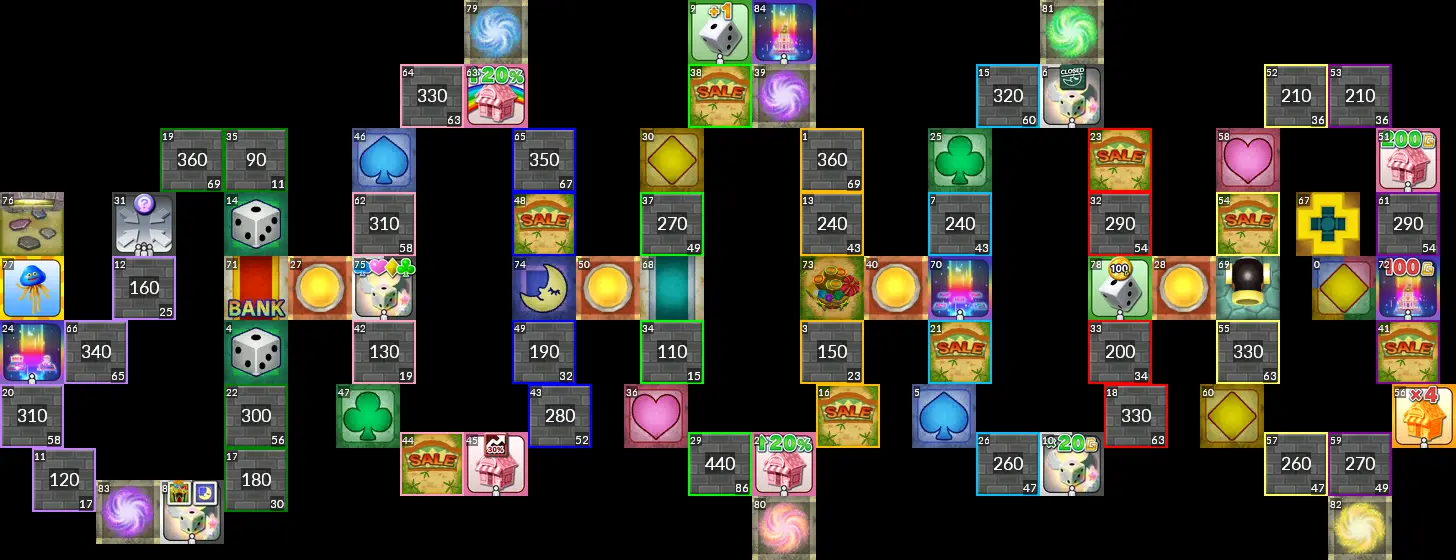 79 9 +1 84 81
64 63 20% 38 39 15 6 CLOSED 52 53
330 SALE 320 210 210
63 60 36 36
19 35 46 65 30 1 25 23 58 51 200G
360 90 350 360 SALE
69 11 67 69
76 31 ? 14 62 48 37 13 7 32 54 67 61
310 SALE 270 240 240 290 SALE 290
58 49 43 43 54 54
77 12 71 27 75 74 50 68 73 40 70 78 100 28 69 0 72 100G
160
25 BANK
24 66 4 42 49 34 3 21 33 55 41
340 130 190 110 150 SALE 200 330 SALE
65 19 32 15 23 34 63
20 22 47 43 36 16 5 18 60 56 ×4
310 300 280 SALE 330
58 56 52 63
11 17 44 45 30% 29 20% 26 10 20G 57 59
120 180 SALE 440 260 260 270
17 30 86 47 47 49
83 8 80 82